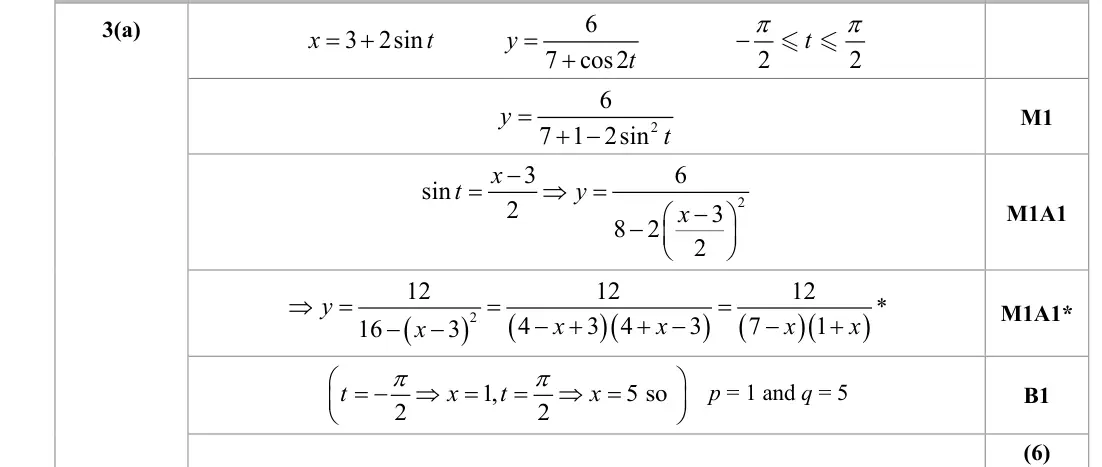 3(a)
x = 3 + 2sin t    y = 6/(7 + cos 2t)    −π/2 ⩽ t ⩽ π/2
y = 6/(7 + 1 − 2sin² t)    M1
sin t = (x − 3)/2 ⇒ y = 6/(8 − 2((x − 3)/2)²)    M1A1
⇒ y = 12/(16 − (x − 3)²) = 12/((4 − x + 3)(4 + x − 3)) = 12/((7 − x)(1 + x)) *    M1A1*
(t = −π/2 ⇒ x = 1, t = π/2 ⇒ x = 5 so )    p = 1 and q = 5    B1
(6)